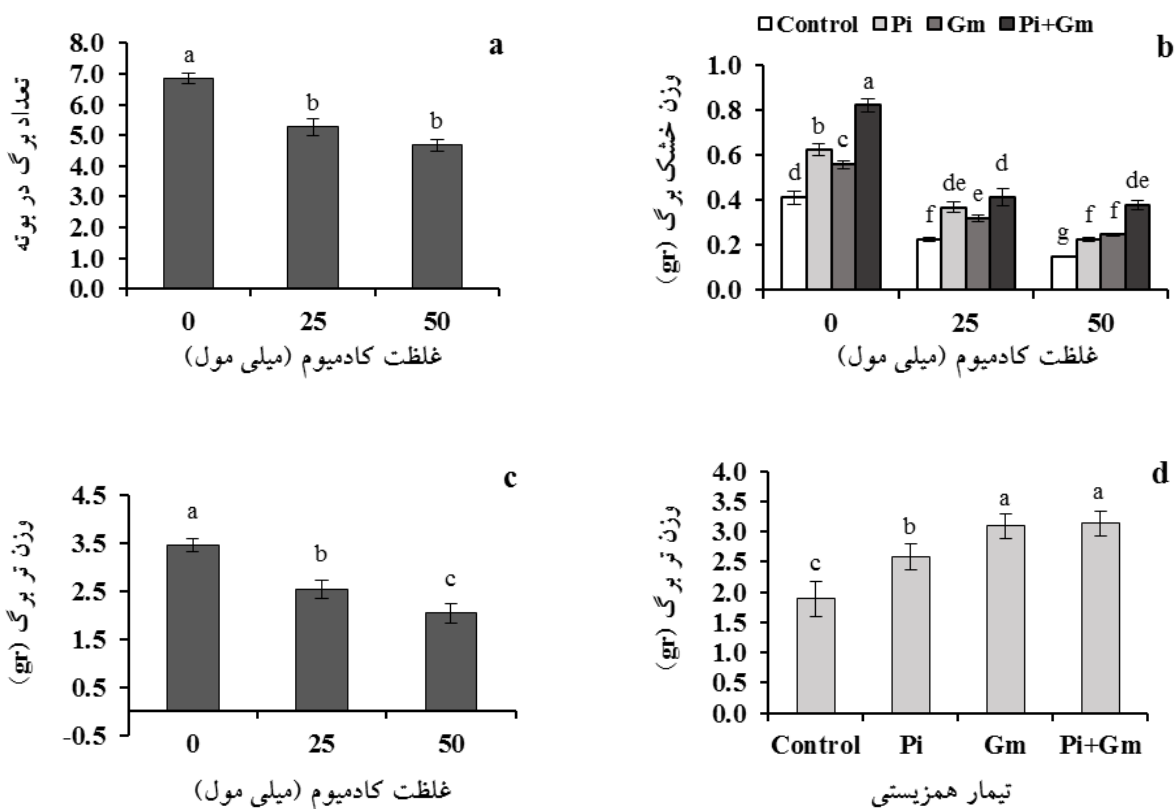 a
8.0
7.0
6.0
5.0
4.0
3.0
2.0
1.0
0.0
a
b
b
0 25 50
تعداد برگ در بوته
غلظت کادمیوم (میلی مول)
Control Pi Gm Pi+Gm
b
1.0
0.8
0.6
0.4
0.2
0.0
d b c a
f de e d
g f f de
0 25 50
وزن خشک برگ (gr)
غلظت کادمیوم (میلی مول)
c
4.5
3.5
2.5
1.5
0.5
-0.5
a
b
c
0 25 50
وزن تر برگ (gr)
غلظت کادمیوم (میلی مول)
d
4.0
3.5
3.0
2.5
2.0
1.5
1.0
0.5
0.0
c b a a
Control Pi Gm Pi+Gm
وزن تر برگ (gr)
تیمار همزیستی